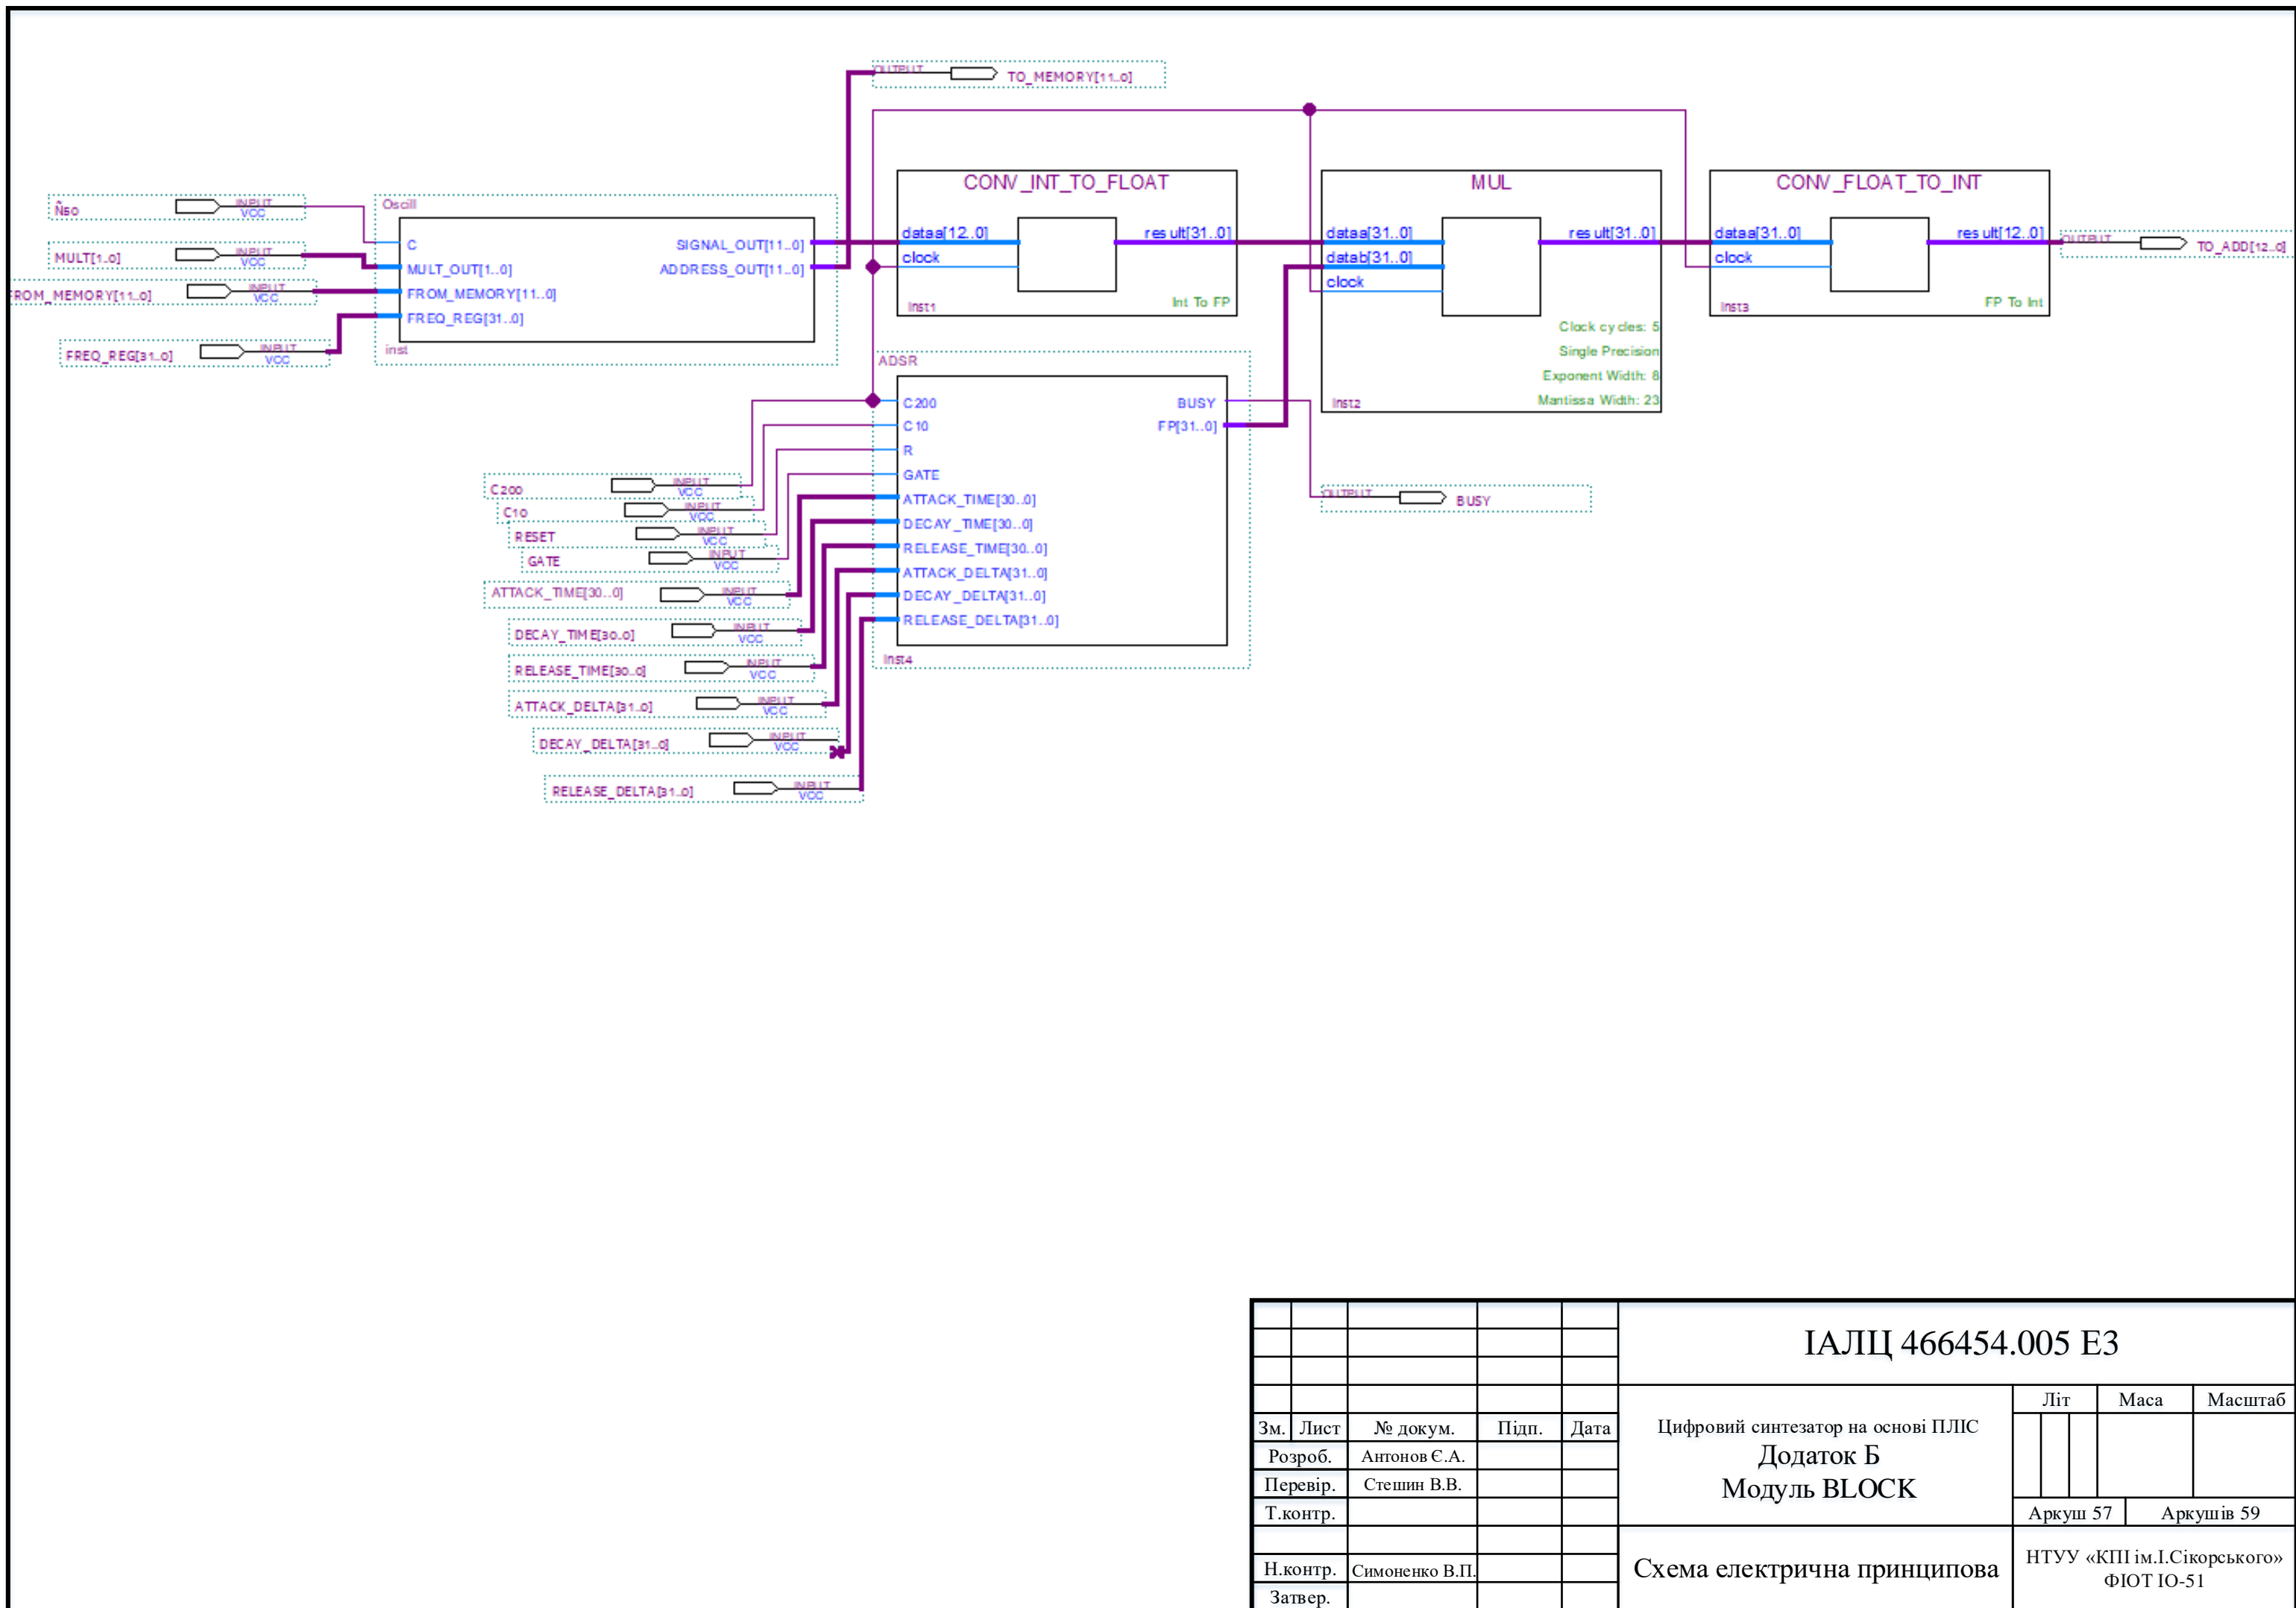 OUTPUT
TO_MEMORY[11..0]
Ñ50 INPUT
VCC
MULT[1..0] INPUT
VCC
FROM_MEMORY[11..0] INPUT
VCC
FREQ_REG[31..0] INPUT
VCC
Oscill
C
MULT_OUT[1..0]
FROM_MEMORY[11..0]
FREQ_REG[31..0]
SIGNAL_OUT[11..0]
ADDRESS_OUT[11..0]
inst
CONV_INT_TO_FLOAT
dataa[12..0] result[31..0]
clock
Int To FP
inst1
MUL
dataa[31..0] result[31..0]
datab[31..0]
clock
Clock cycles: 5
Single Precision
Exponent Width: 8
Mantissa Width: 23
inst2
CONV_FLOAT_TO_INT
dataa[31..0] result[12..0]
clock
FP To Int
inst3
OUTPUT
TO_ADD[12..0]
ADSR
C200 BUSY
C10 FP[31..0]
R
GATE
ATTACK_TIME[30..0]
DECAY_TIME[30..0]
RELEASE_TIME[30..0]
ATTACK_DELTA[31..0]
DECAY_DELTA[31..0]
RELEASE_DELTA[31..0]
inst4
OUTPUT
BUSY
C200 INPUT
VCC
C10 INPUT
VCC
RESET INPUT
VCC
GATE INPUT
VCC
ATTACK_TIME[30..0] INPUT
VCC
DECAY_TIME[30..0] INPUT
VCC
RELEASE_TIME[30..0] INPUT
VCC
ATTACK_DELTA[31..0] INPUT
VCC
DECAY_DELTA[31..0] INPUT
VCC
RELEASE_DELTA[31..0] INPUT
VCC
ІАЛЦ 466454.005 Е3
Зм. Лист № докум. Підп. Дата
Розроб. Антонов Є.А.
Перевір. Стешин В.В.
Т.контр.
Н.контр. Симоненко В.П.
Затвер.
Цифровий синтезатор на основі ПЛІС
Додаток Б
Модуль BLOCK
Літ Маса Масштаб
Аркуш 57 Аркушів 59
Схема електрична принципова
НТУУ «КПІ ім.І.Сікорського»
ФІОТ ІО-51